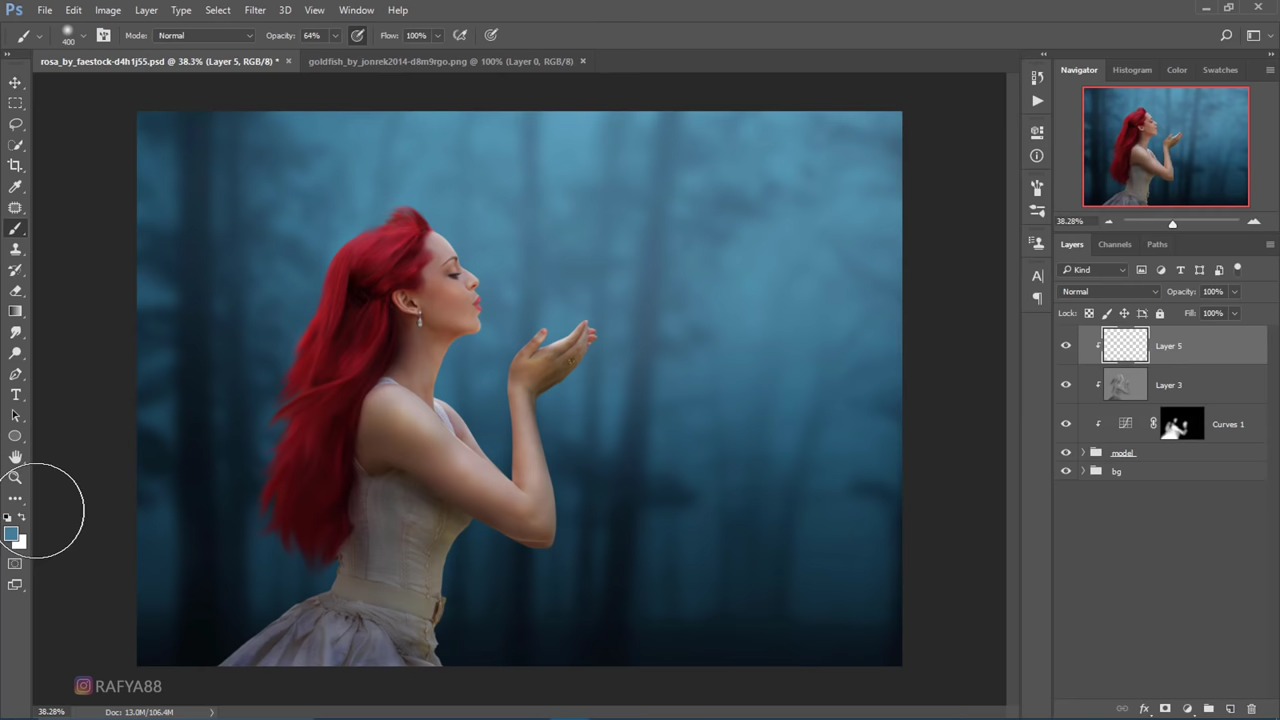 Ps File Edit Image Layer Type Select Filter 3D View Window Help
400 Mode: Normal Opacity: 64% Flow: 100%
rosa_by_faestock-d4h1j55.psd @ 38.3% (Layer 5, RGB/8) * × goldfish_by_jonrek2014-d8m9rgo.png @ 100% (Layer 0, RGB/8) ×
Navigator Histogram Color Swatches
38.28%
Layers Channels Paths
Kind
Normal Opacity: 100%
Lock: Fill: 100%
Layer 5
Layer 3
Curves 1
model
bg
RAFYA88
38.28% Doc: 13.0M/106.4M